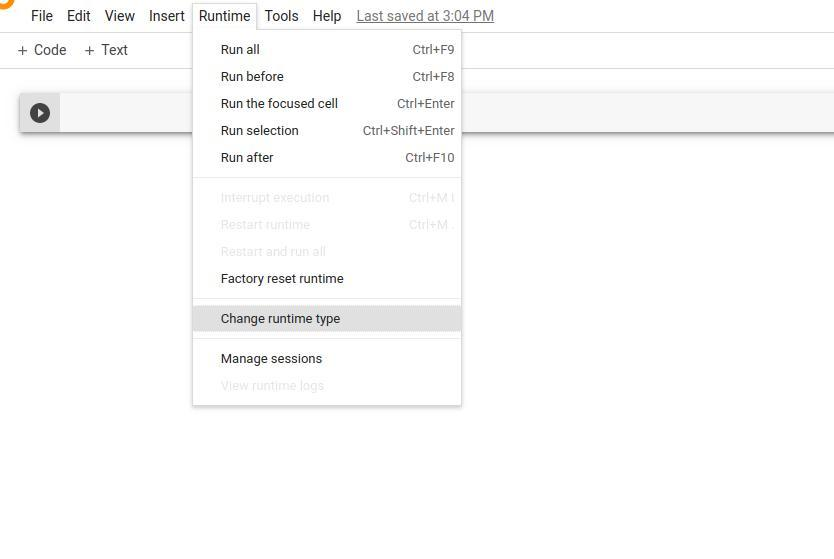 File Edit View Insert Runtime Tools Help Last saved at 3:04 PM
+ Code + Text
Run all Ctrl+F9
Run before Ctrl+F8
Run the focused cell Ctrl+Enter
Run selection Ctrl+Shift+Enter
Run after Ctrl+F10
Interrupt execution Ctrl+M I
Restart runtime Ctrl+M .
Restart and run all
Factory reset runtime
Change runtime type
Manage sessions
View runtime logs